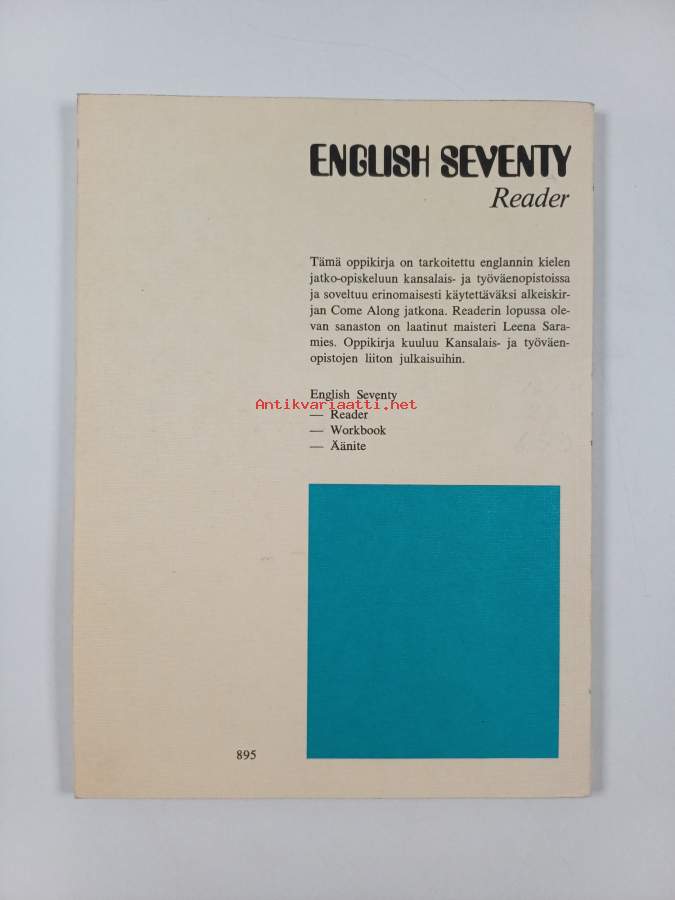 ENGLISH SEVENTY
Reader
Tämä oppikirja on tarkoitettu englannin kielen
jatko-opiskeluun kansalais- ja työväenopistoissa
ja soveltuu erinomaisesti käytettäväksi alkeiskir-
jan Come Along jatkona. Readerin lopussa ole-
van sanaston on laatinut maisteri Leena Sara-
mies. Oppikirja kuuluu Kansalais- ja työväen-
opistojen liiton julkaisuihin.
English Seventy
Antikvariaatti.net
— Reader
— Workbook
— Äänite
895